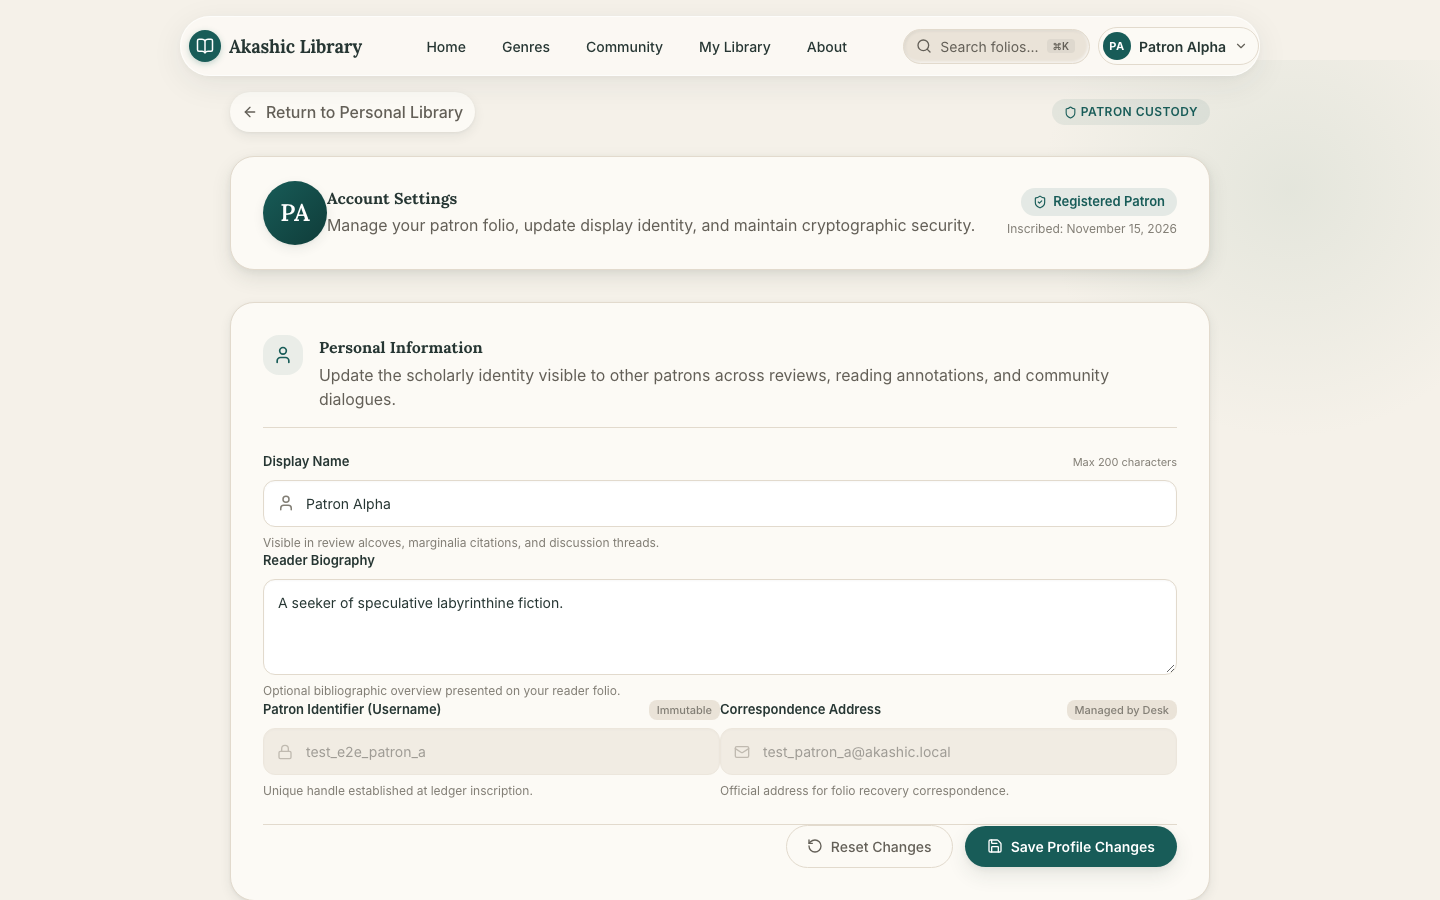 Akashic Library
Home
Genres
Community
My Library
About
Search folios...
⌘K
PA
Patron Alpha
Return to Personal Library
PATRON CUSTODY
PA
Account Settings
Manage your patron folio, update display identity, and maintain cryptographic security.
Registered Patron
Inscribed: November 15, 2026
Personal Information
Update the scholarly identity visible to other patrons across reviews, reading annotations, and community
dialogues.
Display Name
Max 200 characters
Patron Alpha
Visible in review alcoves, marginalia citations, and discussion threads.
Reader Biography
A seeker of speculative labyrinthine fiction.
Optional bibliographic overview presented on your reader folio.
Patron Identifier (Username)
Immutable
Correspondence Address
Managed by Desk
test_e2e_patron_a
test_patron_a@akashic.local
Unique handle established at ledger inscription.
Official address for folio recovery correspondence.
Reset Changes
Save Profile Changes